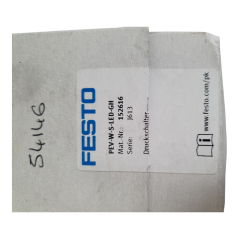 54146
FESTO
PEV-W-S-LED-GH
Mat. Nr.: 152616
Serie: J613
Druckschalter
www.festo.com/pk